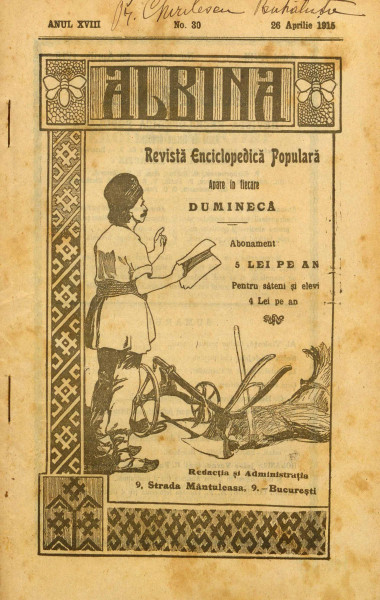 ANUL XVIII No. 30 26 Aprilie 1915
ALBINA
Revistă Enciclopedică Populară
Apare în fiecare
DUMINECĂ
Abonament
5 LEI PE AN
Pentru săteni și elevi
4 Lei pe an
Redacția și Administrația
9, Strada Mântuleasa, 9.—București